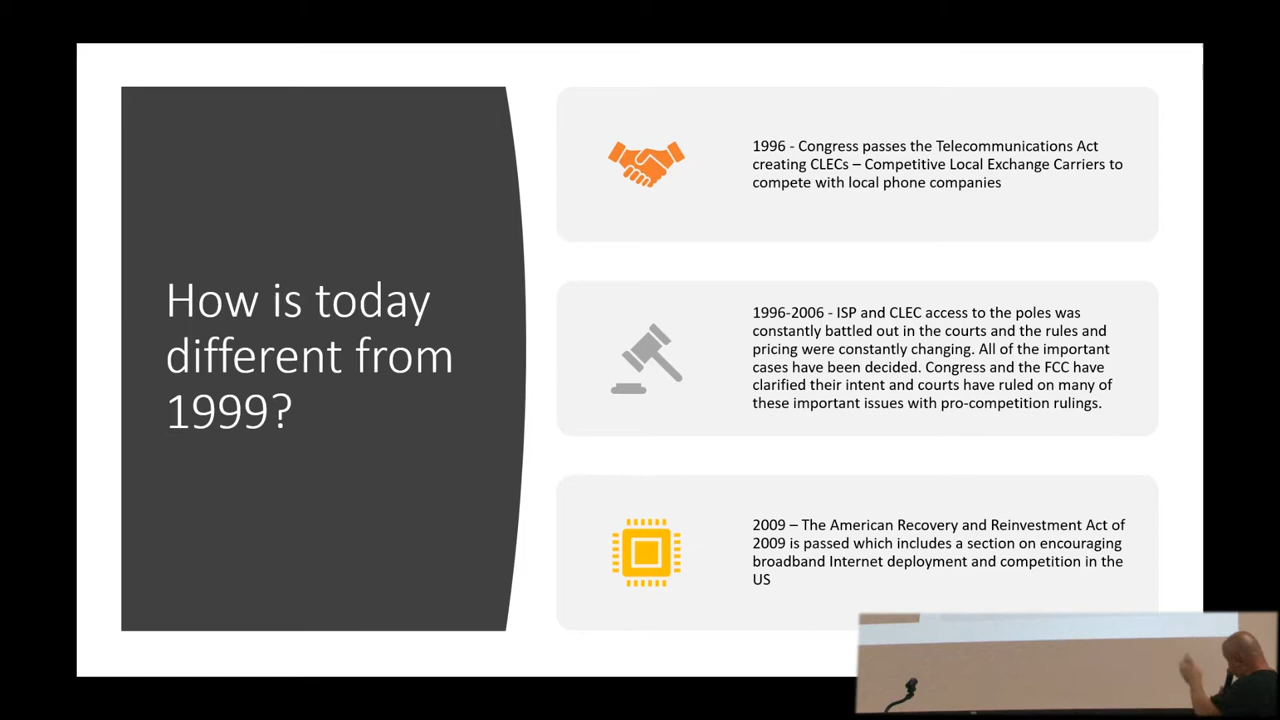 How is today
different from
1999?
1996 - Congress passes the Telecommunications Act
creating CLECs – Competitive Local Exchange Carriers to
compete with local phone companies
1996-2006 - ISP and CLEC access to the poles was
constantly battled out in the courts and the rules and
pricing were constantly changing. All of the important
cases have been decided. Congress and the FCC have
clarified their intent and courts have ruled on many of
these important issues with pro-competition rulings.
2009 – The American Recovery and Reinvestment Act of
2009 is passed which includes a section on encouraging
broadband Internet deployment and competition in the
US